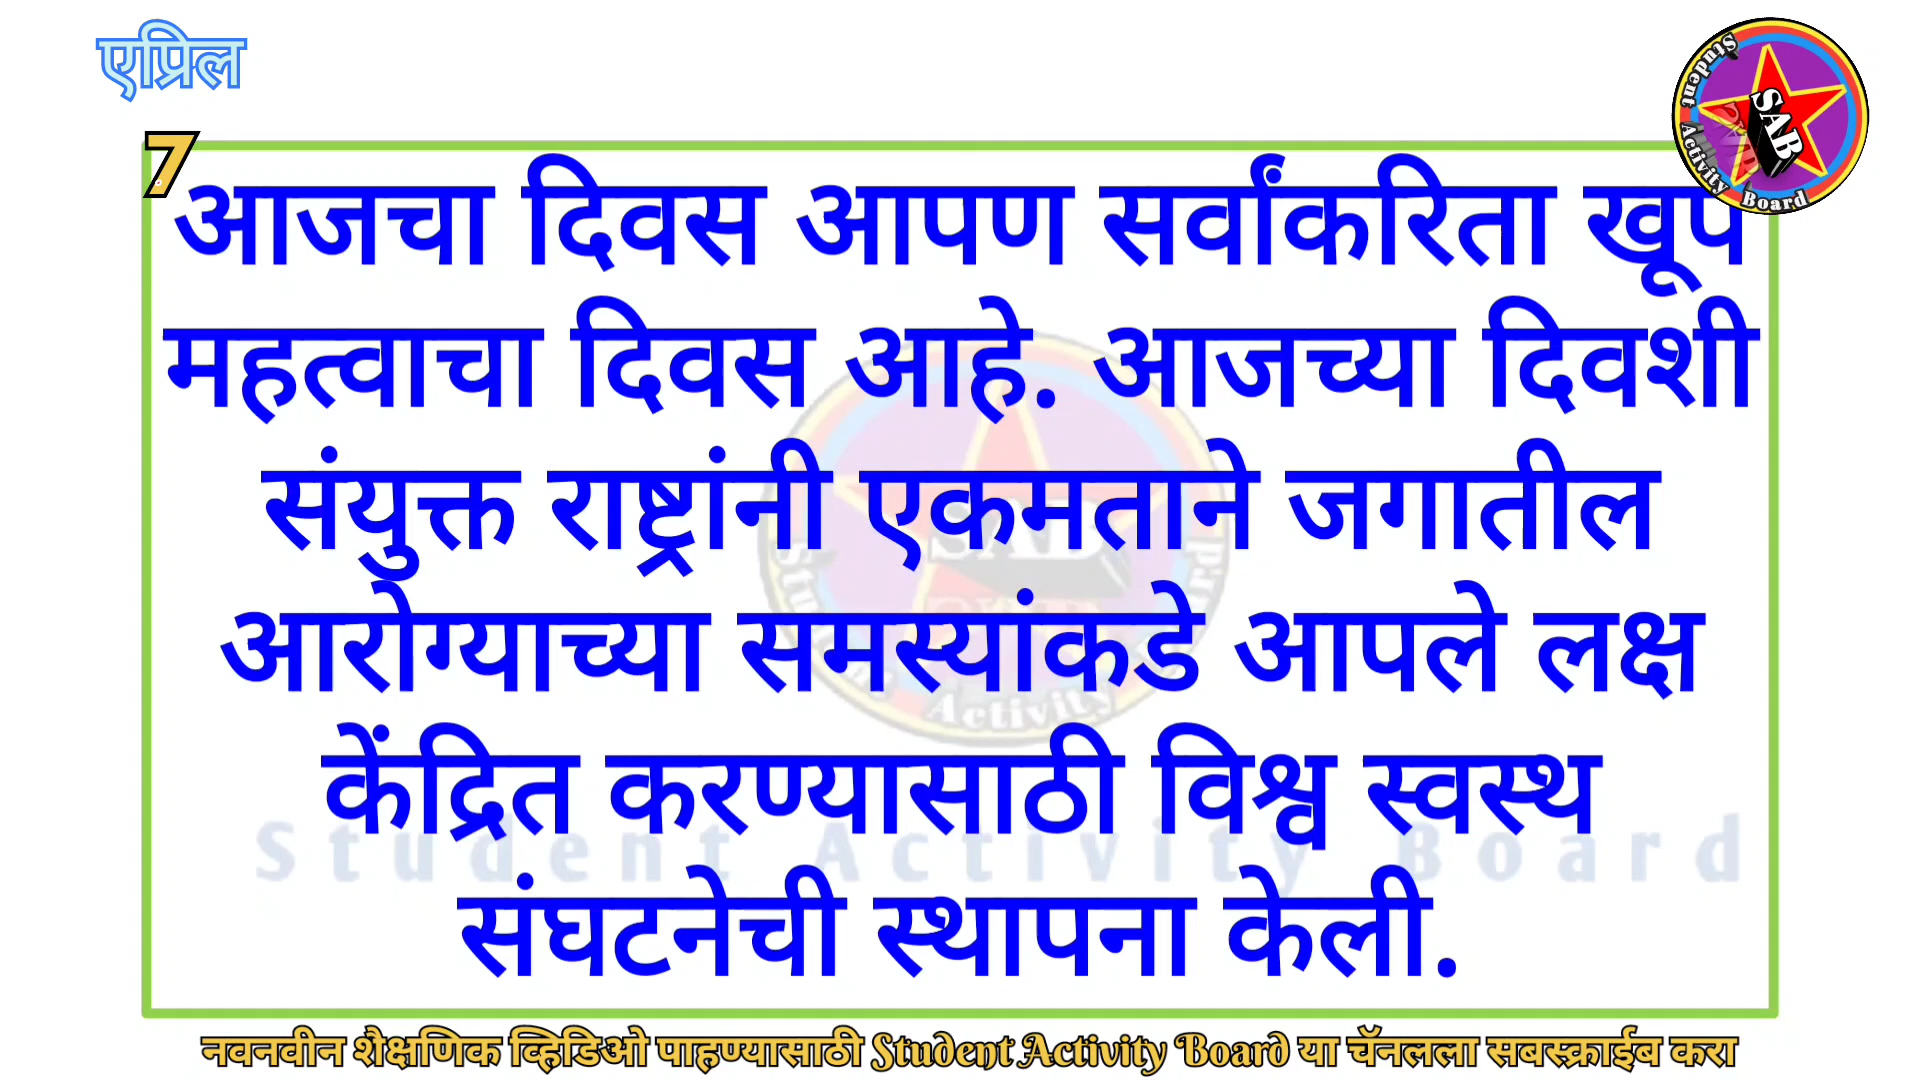 एप्रिल
7
आजचा दिवस आपण सर्वांकरिता खूप
महत्वाचा दिवस आहे. आजच्या दिवशी
संयुक्त राष्ट्रांनी एकमताने जगातील
आरोग्याच्या समस्यांकडे आपले लक्ष
केंद्रित करण्यासाठी विश्व स्वस्थ
संघटनेची स्थापना केली.
Student Activity Board
SAB
Student Activity Board
नवनवीन शैक्षणिक व्हिडिओ पाहण्यासाठी Student Activity Board या चॅनलला सबस्क्राईब करा